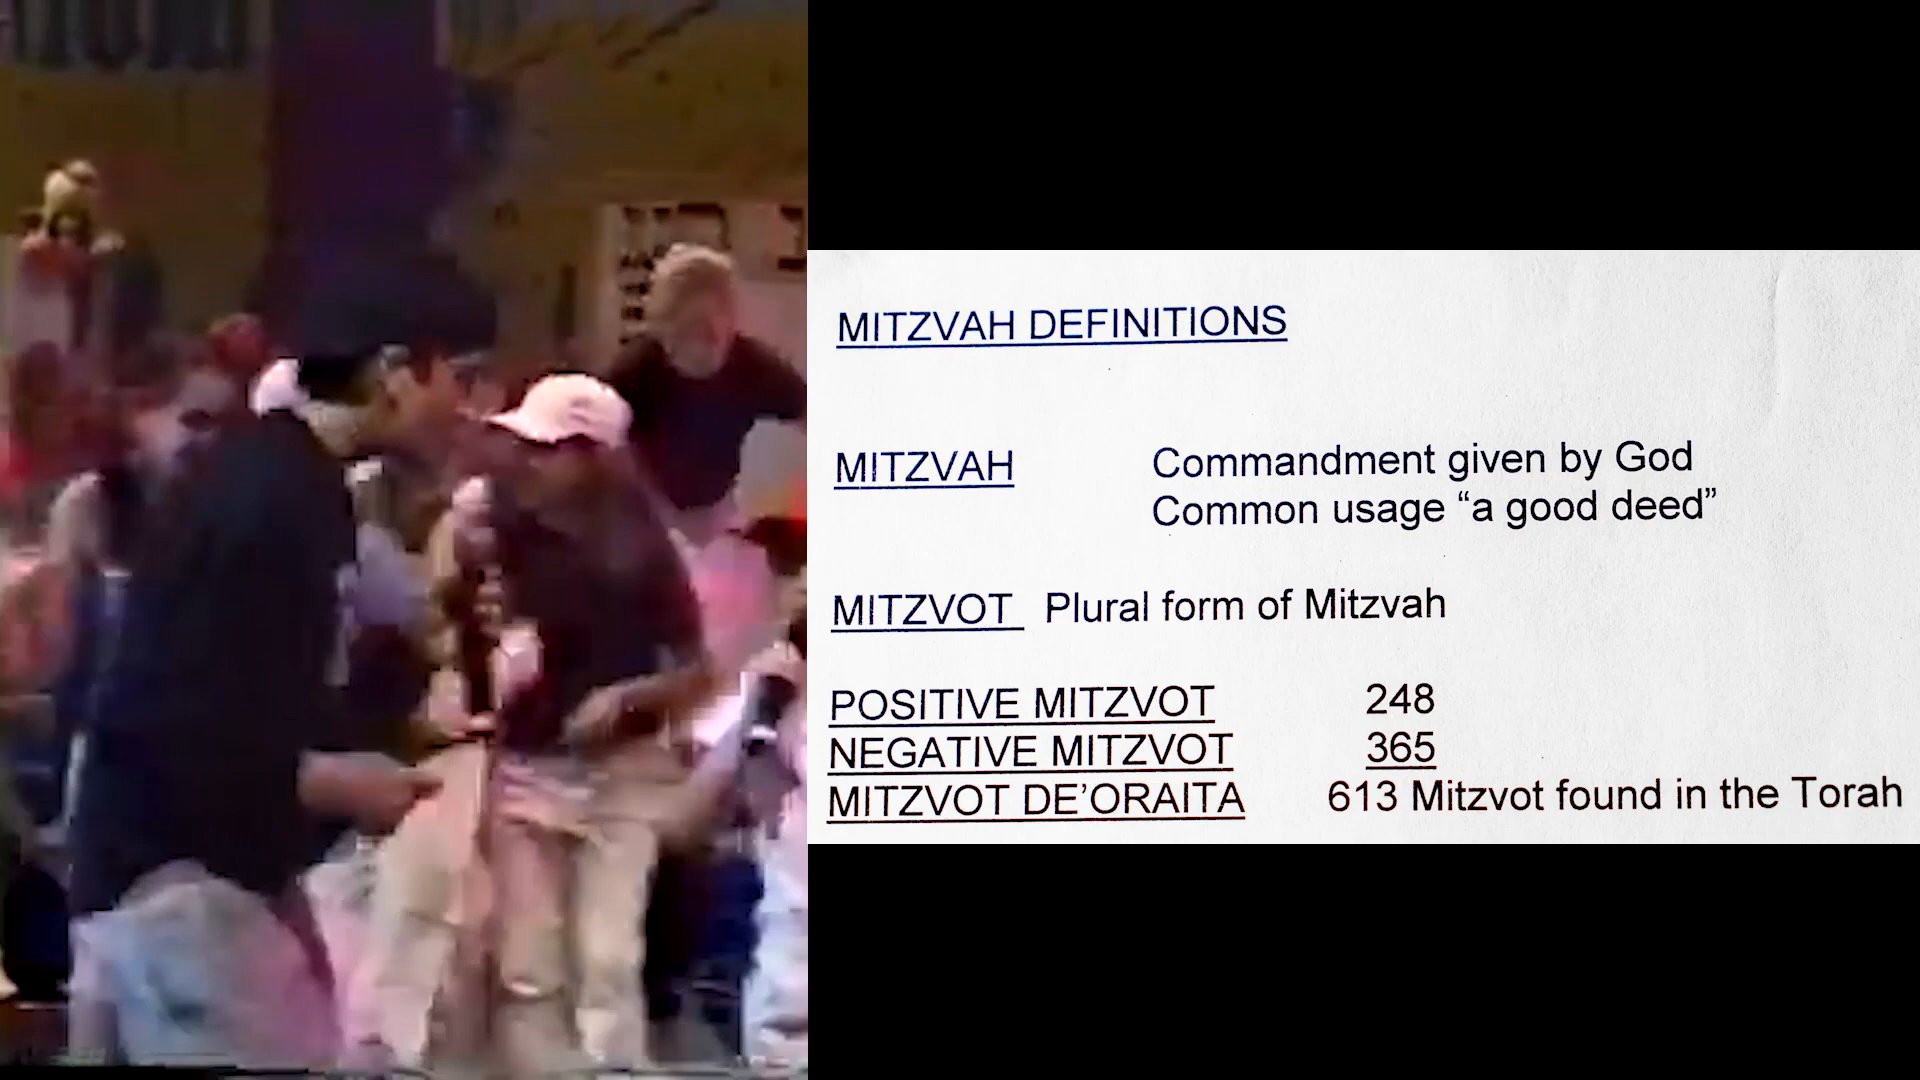 MITZVAH DEFINITIONS
MITZVAH Commandment given by God
Common usage “a good deed”
MITZVOT Plural form of Mitzvah
POSITIVE MITZVOT 248
NEGATIVE MITZVOT 365
MITZVOT DE’ORAITA 613 Mitzvot found in the Torah